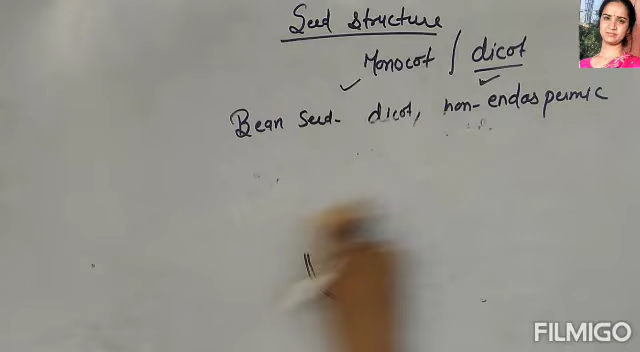 Seed structure
Monocot / dicot
Bean seed- dicot, non-endospermic
FILMIGO